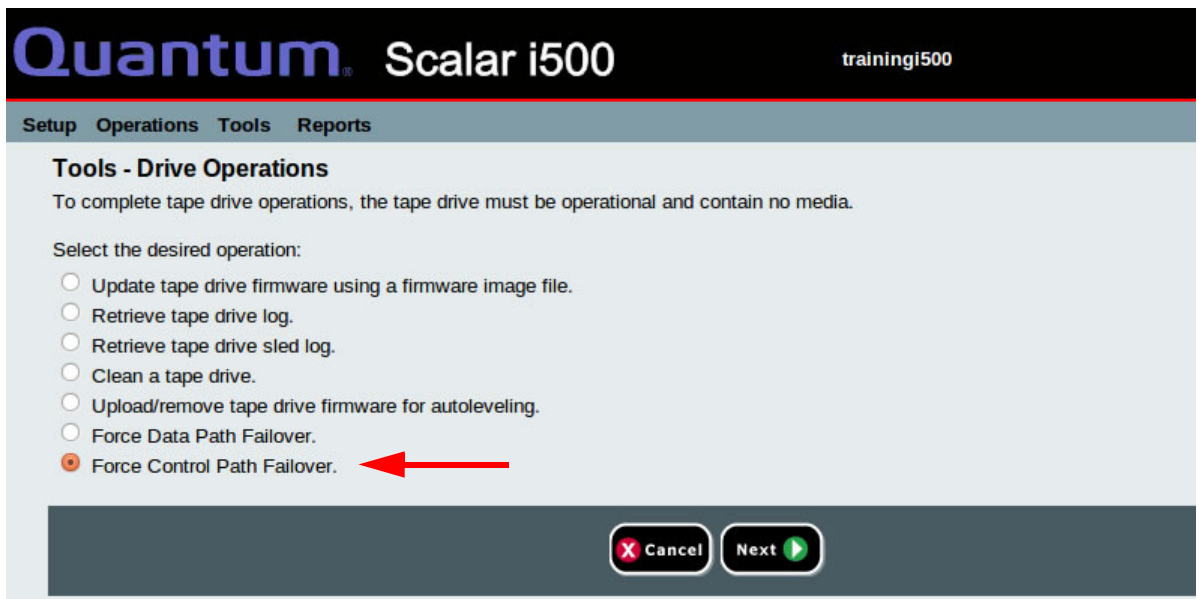 Quantum® Scalar i500 trainingi500
Setup Operations Tools Reports
Tools - Drive Operations
To complete tape drive operations, the tape drive must be operational and contain no media.
Select the desired operation:
Update tape drive firmware using a firmware image file.
Retrieve tape drive log.
Retrieve tape drive sled log.
Clean a tape drive.
Upload/remove tape drive firmware for autoleveling.
Force Data Path Failover.
Force Control Path Failover.
X Cancel Next